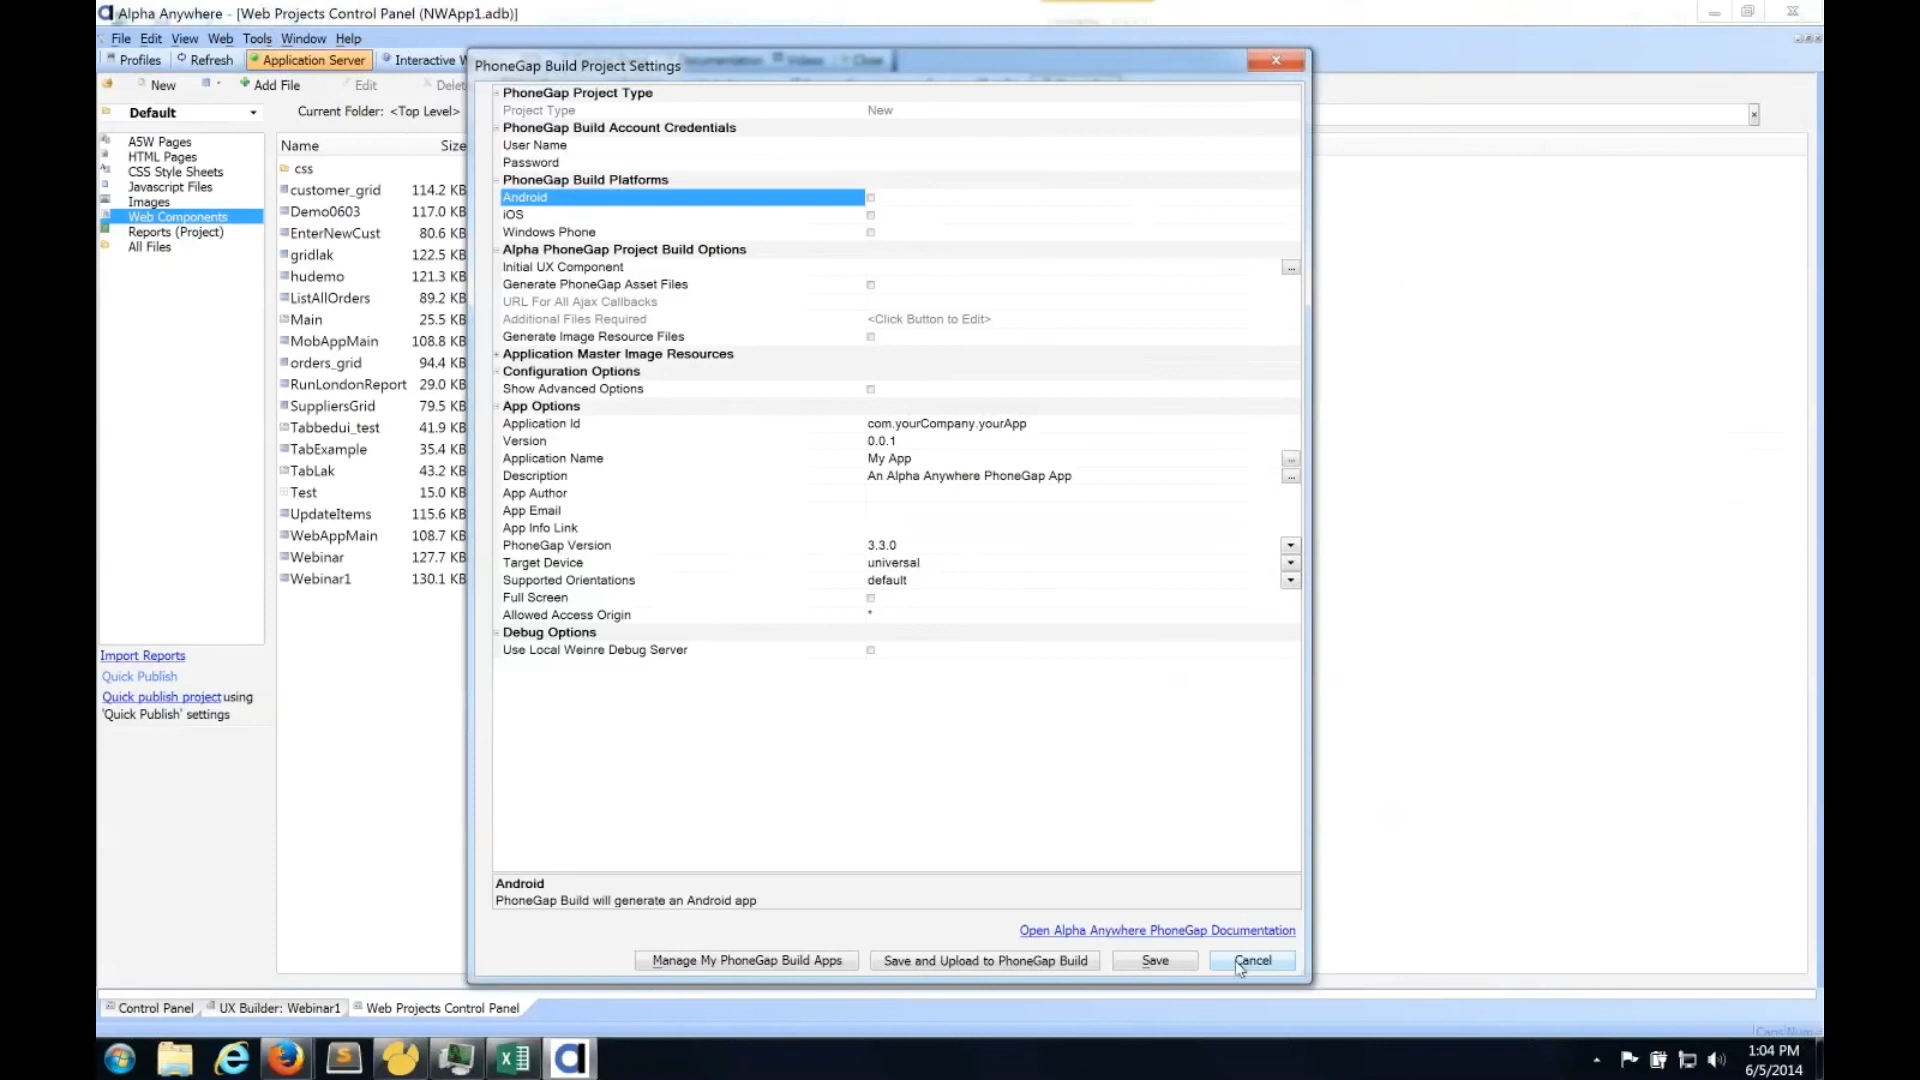 Alpha Anywhere - [Web Projects Control Panel (NWApp1.adb)]
File Edit View Web Tools Window Help
Profiles Refresh Application Server Interactive W
New Add File Edit Delet
Default
Current Folder: <Top Level>
A5W Pages
HTML Pages
CSS Style Sheets
Javascript Files
Images
Web Components
Reports (Project)
All Files
Import Reports
Quick Publish
Quick publish project using
'Quick Publish' settings
Name Size
css
customer_grid 114.2 KB
Demo0603 117.0 KB
EnterNewCust 80.6 KB
gridlak 122.5 KB
hudemo 121.3 KB
ListAllOrders 89.2 KB
Main 25.5 KB
MobAppMain 108.8 KB
orders_grid 94.4 KB
RunLondonReport 29.0 KB
SuppliersGrid 79.5 KB
Tabbedui_test 41.9 KB
TabExample 35.4 KB
TabLak 43.2 KB
Test 15.0 KB
UpdateItems 115.6 KB
WebAppMain 108.7 KB
Webinar 127.7 KB
Webinar1 130.1 KB
PhoneGap Build Project Settings
PhoneGap Project Type
Project Type New
PhoneGap Build Account Credentials
User Name
Password
PhoneGap Build Platforms
Android
iOS
Windows Phone
Alpha PhoneGap Project Build Options
Initial UX Component ...
Generate PhoneGap Asset Files
URL For All Ajax Callbacks
Additional Files Required <Click Button to Edit>
Generate Image Resource Files
Application Master Image Resources
Configuration Options
Show Advanced Options
App Options
Application Id com.yourCompany.yourApp
Version 0.0.1
Application Name My App ...
Description An Alpha Anywhere PhoneGap App ...
App Author
App Email
App Info Link
PhoneGap Version 3.3.0
Target Device universal
Supported Orientations default
Full Screen
Allowed Access Origin *
Debug Options
Use Local Weinre Debug Server
Android
PhoneGap Build will generate an Android app
Open Alpha Anywhere PhoneGap Documentation
Manage My PhoneGap Build Apps Save and Upload to PhoneGap Build Save Cancel
Control Panel UX Builder: Webinar1 Web Projects Control Panel
1:04 PM
6/5/2014